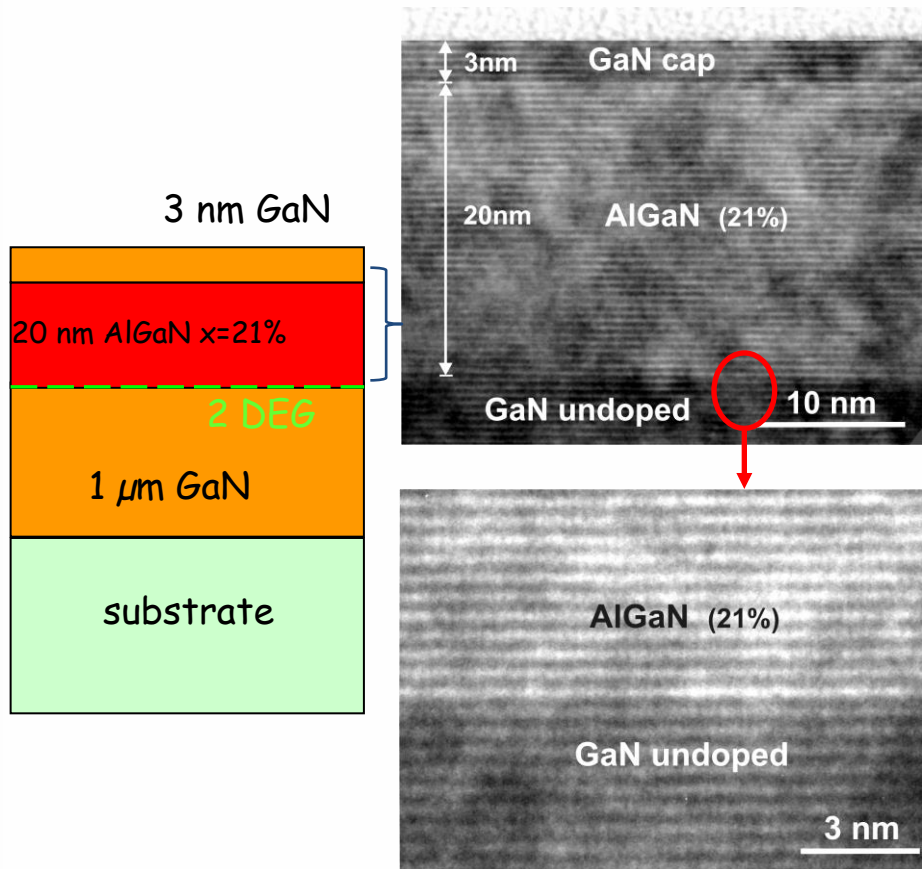 3 nm GaN
20 nm AlGaN x=21%
2 DEG
1 µm GaN
substrate
3nm
GaN cap
20nm
AlGaN (21%)
GaN undoped
10 nm
AlGaN (21%)
GaN undoped
3 nm